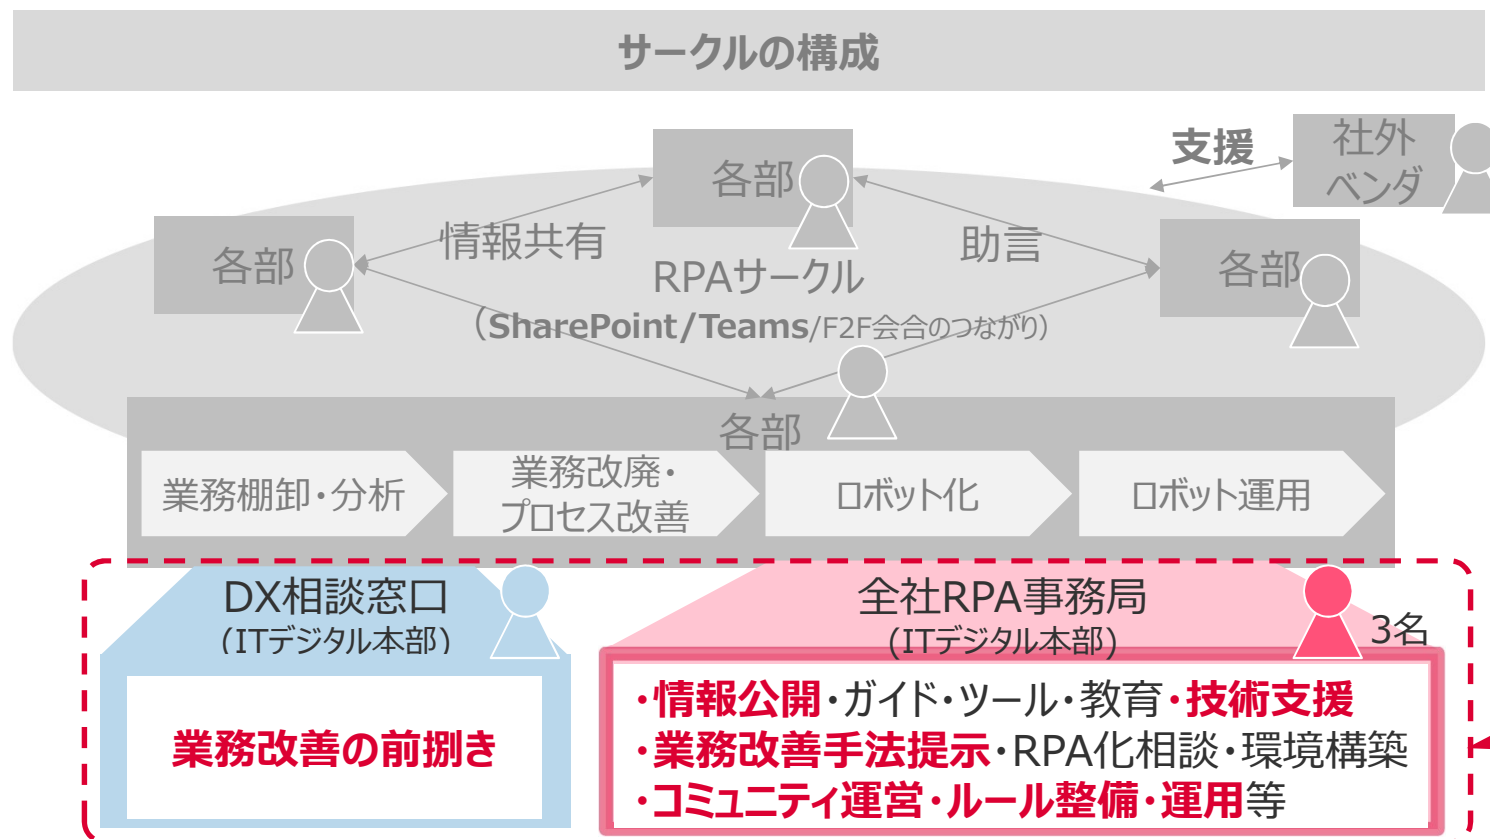 サークルの構成
支援
社外
ベンダ
各部
各部
情報共有
助言
各部
RPAサークル
（SharePoint/Teams/F2F会合のつながり）
各部
業務棚卸・分析
業務改廃・
プロセス改善
ロボット化
ロボット運用
DX相談窓口
（ITデジタル本部）
業務改善の前捌き
全社RPA事務局
（ITデジタル本部）
3名
・情報公開・ガイド・ツール・教育・技術支援
・業務改善手法提示・RPA化相談・環境構築
・コミュニティ運営・ルール整備・運用等